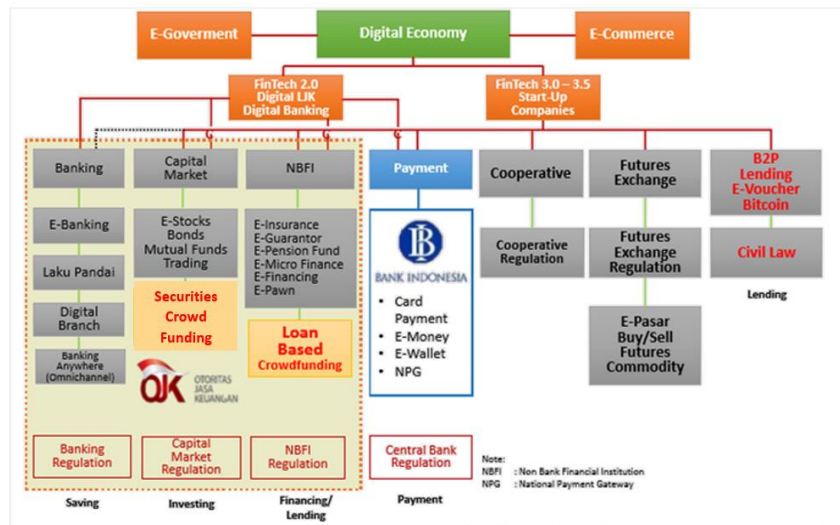 E-Goverment
Digital Economy
E-Commerce
FinTech 2.0
Digital LJK
Digital Banking
FinTech 3.0 – 3.5
Start-Up
Companies
Banking
E-Banking
Laku Pandai
Digital
Branch
Banking
Anywhere
(Omnichannel)
Capital
Market
E-Stocks
Bonds
Mutual Funds
Trading
Securities
Crowd
Funding
OJK
OTORITAS
JASA
KEUANGAN
NBFI
E-Insurance
E-Guarantor
E-Pension Fund
E-Micro Finance
E-Financing
E-Pawn
Loan
Based
Crowdfunding
Payment
BANK INDONESIA
• Card
Payment
• E-Money
• E-Wallet
• NPG
Cooperative
Cooperative
Regulation
Futures
Exchange
Futures
Exchange
Regulation
E-Pasar
Buy/Sell
Futures
Commodity
B2P
Lending
E-Voucher
Bitcoin
Civil Law
Lending
Banking
Regulation
Capital
Market
Regulation
NBFI
Regulation
Central Bank
Regulation
Saving
Investing
Financing/
Lending
Payment
Note:
NBFI : Non Bank Financial Institution
NPG : National Payment Gateway